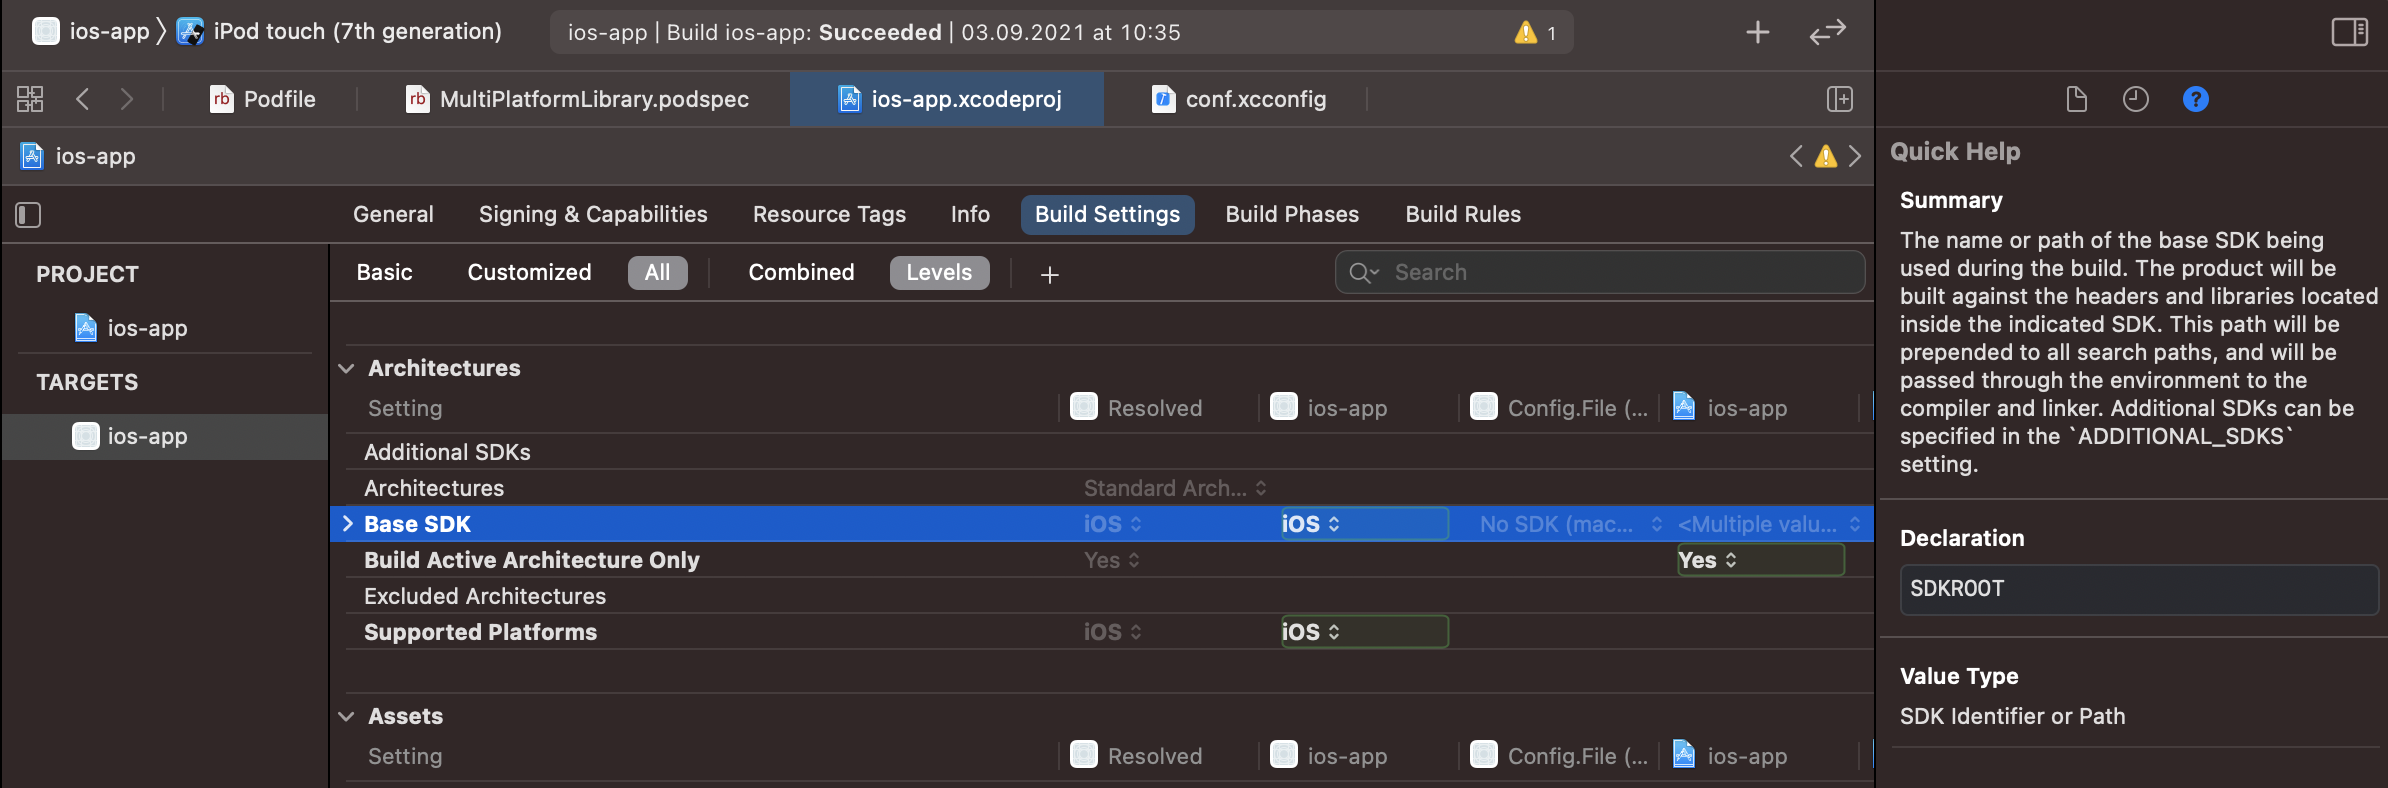 ios-app 〉 iPod touch (7th generation)
ios-app | Build ios-app: Succeeded | 03.09.2021 at 10:35
1
rb Podfile
rb MultiPlatformLibrary.podspec
ios-app.xcodeproj
conf.xcconfig
ios-app
General
Signing & Capabilities
Resource Tags
Info
Build Settings
Build Phases
Build Rules
PROJECT
ios-app
TARGETS
ios-app
Basic
Customized
All
Combined
Levels
+
Search
Architectures
Setting Resolved ios-app Config.File (... ios-app
Additional SDKs
Architectures Standard Arch...
Base SDK iOS iOS No SDK (mac... <Multiple valu...
Build Active Architecture Only Yes Yes
Excluded Architectures
Supported Platforms iOS iOS
Assets
Setting Resolved ios-app Config.File (... ios-app
Quick Help
Summary
The name or path of the base SDK being
used during the build. The product will be
built against the headers and libraries located
inside the indicated SDK. This path will be
prepended to all search paths, and will be
passed through the environment to the
compiler and linker. Additional SDKs can be
specified in the `ADDITIONAL_SDKS`
setting.
Declaration
SDKROOT
Value Type
SDK Identifier or Path